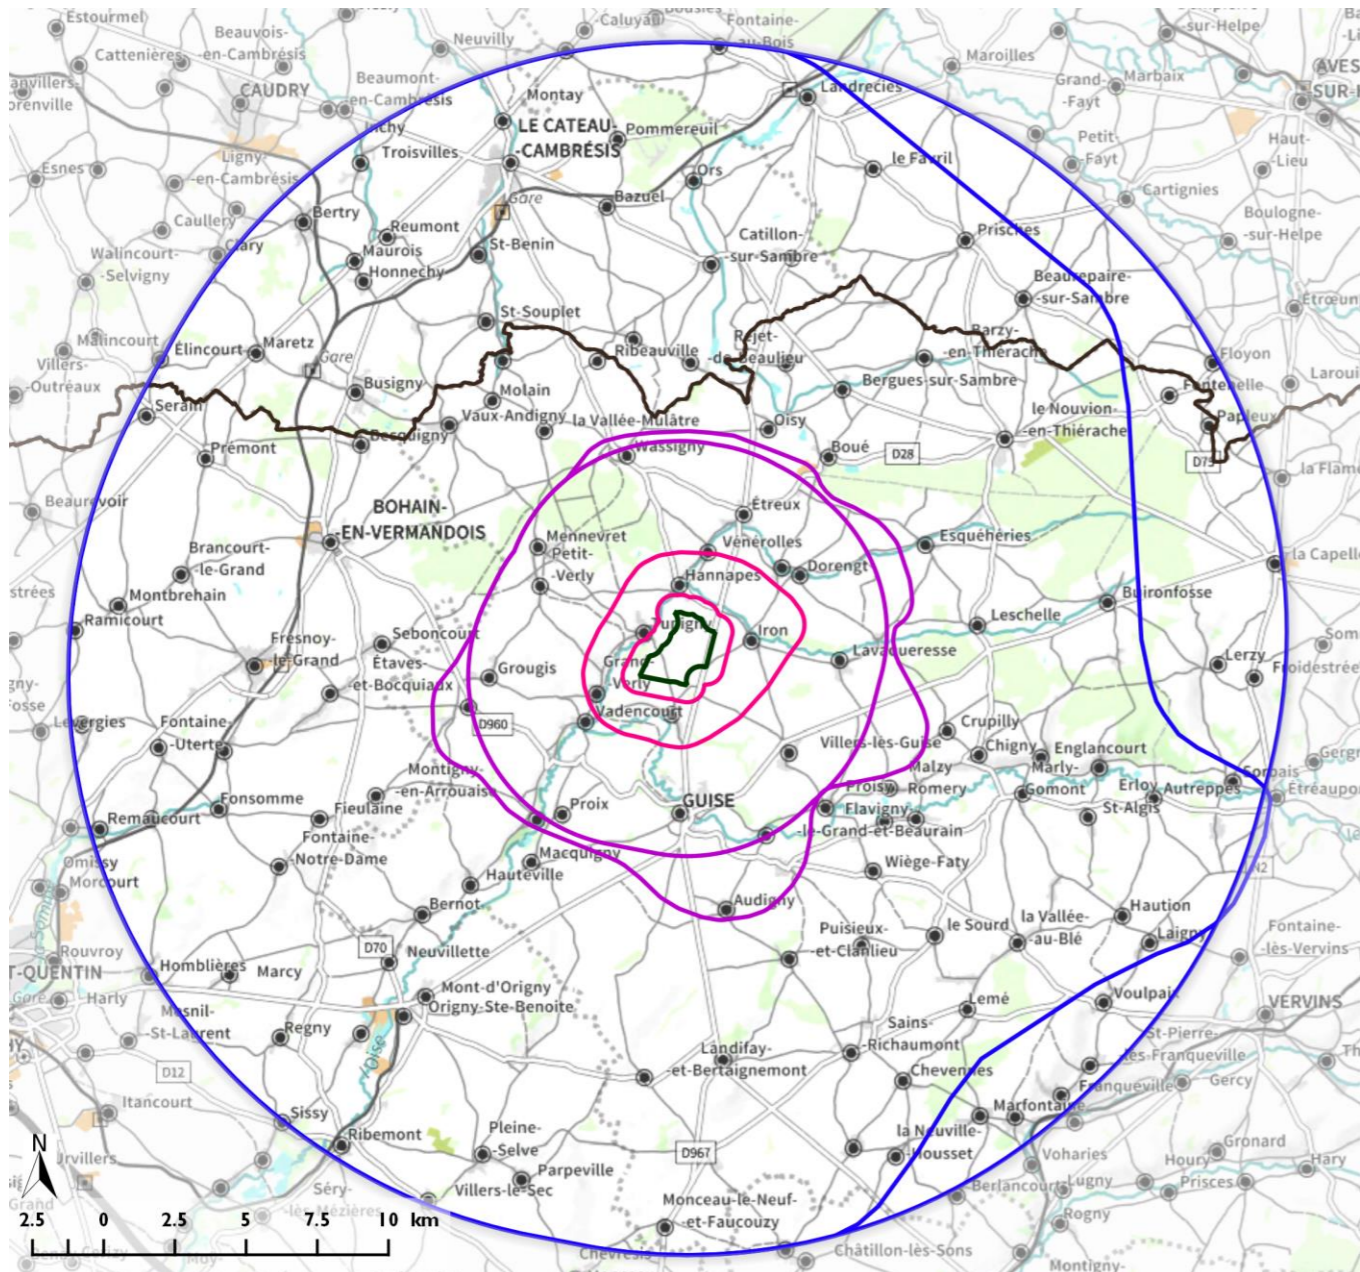 Estourmel
Caluyau
Fontaine-
-au-Bois
-sur-Helpe
Beauvois-
-en-Cambrésis
Neuvilly
Cattenières
Maroilles
Marbaix
Grand-
-Fayt
AVES
SUR-H
CAUDRY
Beaumont-
-en-Cambrésis
Inchy
Montay
Landrecies
LE CATEAU-
-CAMBRÉSIS
Pommereuil
Petit-
-Fayt
Haut-
-Lieu
Troisvilles
Esnes
Ligny-
-en-Cambrésis
le Favril
Ors
Cartignies
Gare
Bazuel
Caullery
Bertry
Reumont
Boulogne-
-sur-Helpe
Clary
Maurois
St-Benin
Catillon-
-sur-Sambre
Prisches
Walincourt-
-Selvigny
Honnechy
Beaurepaire-
-sur-Sambre
St-Souplet
Malincourt
Élincourt
Maretz
Gare
Ribeauville
Rejet-
-de-Beaulieu
Barzy-
-en-Thiérache
Floyon
Villers-
-Outréaux
Busigny
Molain
Bergues-sur-Sambre
Fontenelle
Serain
Vaux-Andigny
la Vallée-Mulâtre
Oisy
le Nouvion-
-en-Thiérache
Papleux
Becquigny
Prémont
Wassigny
Boué
D28
Beaurevoir
BOHAIN-
-EN-VERMANDOIS
Étreux
Mennevret
Vénérolles
Esquéhéries
Brancourt-
-le-Grand
Petit-
-Verly
Hannapes
Dorengt
la Capelle
Montbrehain
Buironfosse
Ramicourt
Tupigny
Iron
Leschelle
Fresnoy-
-le-Grand
Seboncourt
Lavaqueresse
Étaves-
-et-Bocquiaux
Grougis
Grand-
-Verly
Lerzy
Levergies
Fontaine-
-Uterte
D960
Vadencourt
Crupilly
Villers-lès-Guise
Chigny
Englancourt
Montigny-
-en-Arrouaise
Malzy
Marly-
-Gomont
Sorbais
Fonsomme
Fieulaine
Proix
GUISE
Proisy
Romery
Erloy
Autreppes
Remaucourt
Flavigny-
-le-Grand-et-Beaurain
St-Algis
Fontaine-
-Notre-Dame
Omissy
Macquigny
Morcourt
Hauteville
Wiège-Faty
Bernot
Audigny
Haution
Rouvroy
D70
Neuvillette
Puisieux-
-et-Clanlieu
le Sourd
la Vallée-
-au-Blé
Laigny
Fontaine-
-lès-Vervins
T-QUENTIN
Homblières
Marcy
Gare
Harly
Mont-d'Origny
Origny-Ste-Benoite
Lemé
Voulpaix
VERVINS
Mesnil-
-St-Laurent
Regny
l'Oise
Landifay-
-et-Bertaignemont
Sains-
-Richaumont
St-Pierre-
-lès-Franqueville
D12
Chevennes
Franqueville
Gercy
Itancourt
Sissy
Marfontaine
N
Ribemont
Pleine-
-Selve
D967
la Neuville-
-Housset
Voharies
Gronard
Houry
Hary
Parpeville
Villers-le-Sec
Berlancourt
Lugny
Prisces
Séry-
-lès-Mézières
Monceau-le-Neuf-
-et-Faucouzy
Rogny
2.5 0 2.5 5 7.5 10 km
Châtillon-lès-Sons
Montigny-